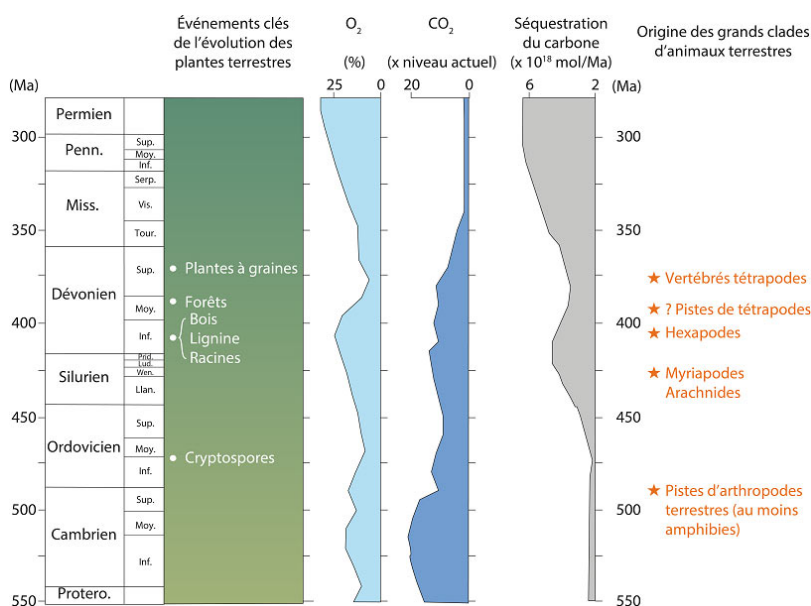 Événements clés
de l'évolution des
plantes terrestres
O2
(%)
CO2
(x niveau actuel)
Séquestration
du carbone
(x 10^18 mol/Ma)
Origine des grands clades
d'animaux terrestres
(Ma)
25 0
20 0
6 2
(Ma)
Permien
300
Penn.
Sup.
Moy.
Inf.
Miss.
Serp.
Vis.
Tour.
350
Dévonien
Sup.
Moy.
Inf.
400
Silurien
Prid.
Lud.
Wen.
Llan.
450
Ordovicien
Sup.
Moy.
Inf.
500
Cambrien
Sup.
Moy.
Inf.
Protero.
550
Plantes à graines
Forêts
Bois
Lignine
Racines
Cryptospores
300
350
400
450
500
550
Vertébrés tétrapodes
? Pistes de tétrapodes
Hexapodes
Myriapodes
Arachnides
Pistes d'arthropodes
terrestres (au moins
amphibies)